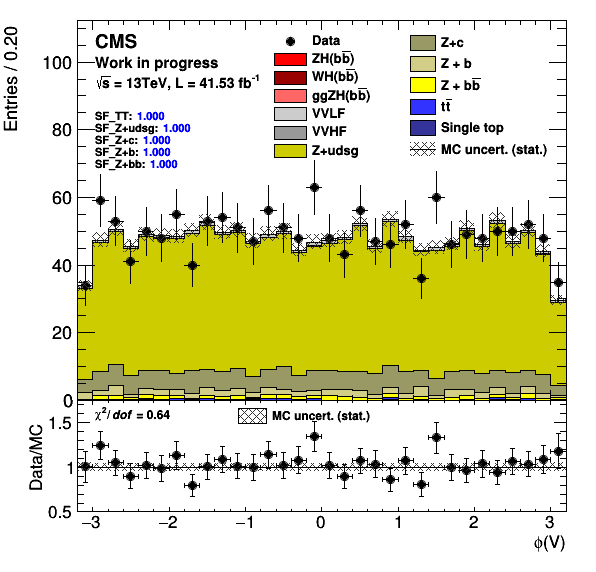 Entries / 0.20
100
80
60
40
20
0
CMS
Work in progress
√s = 13TeV, L = 41.53 fb⁻¹
SF_TT: 1.000
SF_Z+udsg: 1.000
SF_Z+c: 1.000
SF_Z+b: 1.000
SF_Z+bb: 1.000
Data
ZH(bb̅)
WH(bb̅)
ggZH(bb̅)
VVLF
VVHF
Z+udsg
Z+c
Z + b
Z + bb̅
tt̅
Single top
MC uncert. (stat.)
Data/MC
1.5
1
0.5
χ²/dof = 0.64
MC uncert. (stat.)
−3 −2 −1 0 1 2 3
ϕ(V)